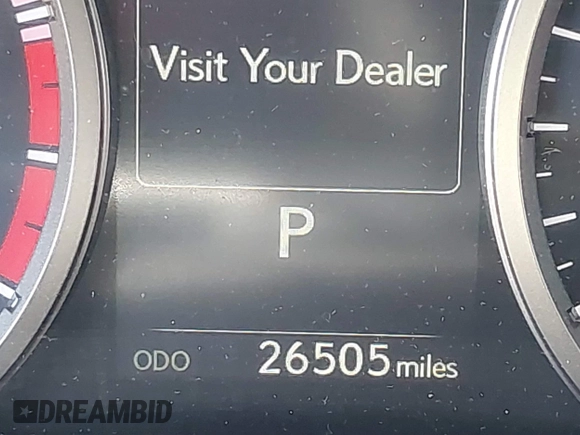 Visit Your Dealer
P
ODO 26505 miles
DREAMBID